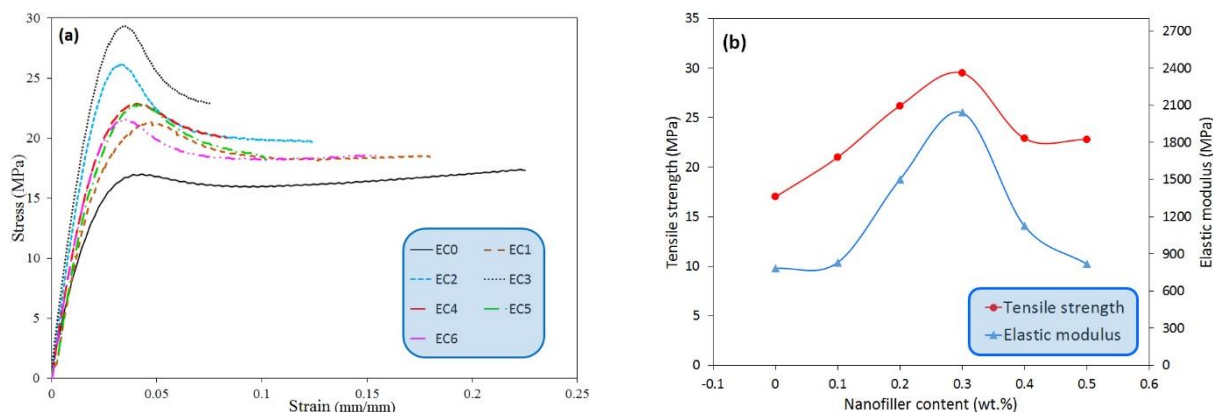 (a)
Stress (MPa)
30
25
20
15
10
5
0
0
0.05
0.1
0.15
0.2
0.25
Strain (mm/mm)
EC0
EC1
EC2
EC3
EC4
EC5
EC6
(b)
Tensile strength (MPa)
35
30
25
20
15
10
5
0
-0.1
0
0.1
0.2
0.3
0.4
0.5
0.6
Nanofiller content (wt.%)
2700
2400
2100
1800
1500
1200
900
600
300
0
Elastic modulus (MPa)
Tensile strength
Elastic modulus